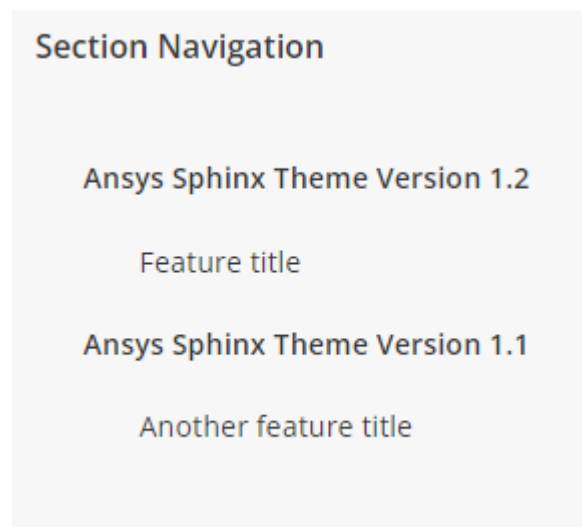 Section Navigation
Ansys Sphinx Theme Version 1.2
Feature title
Ansys Sphinx Theme Version 1.1
Another feature title